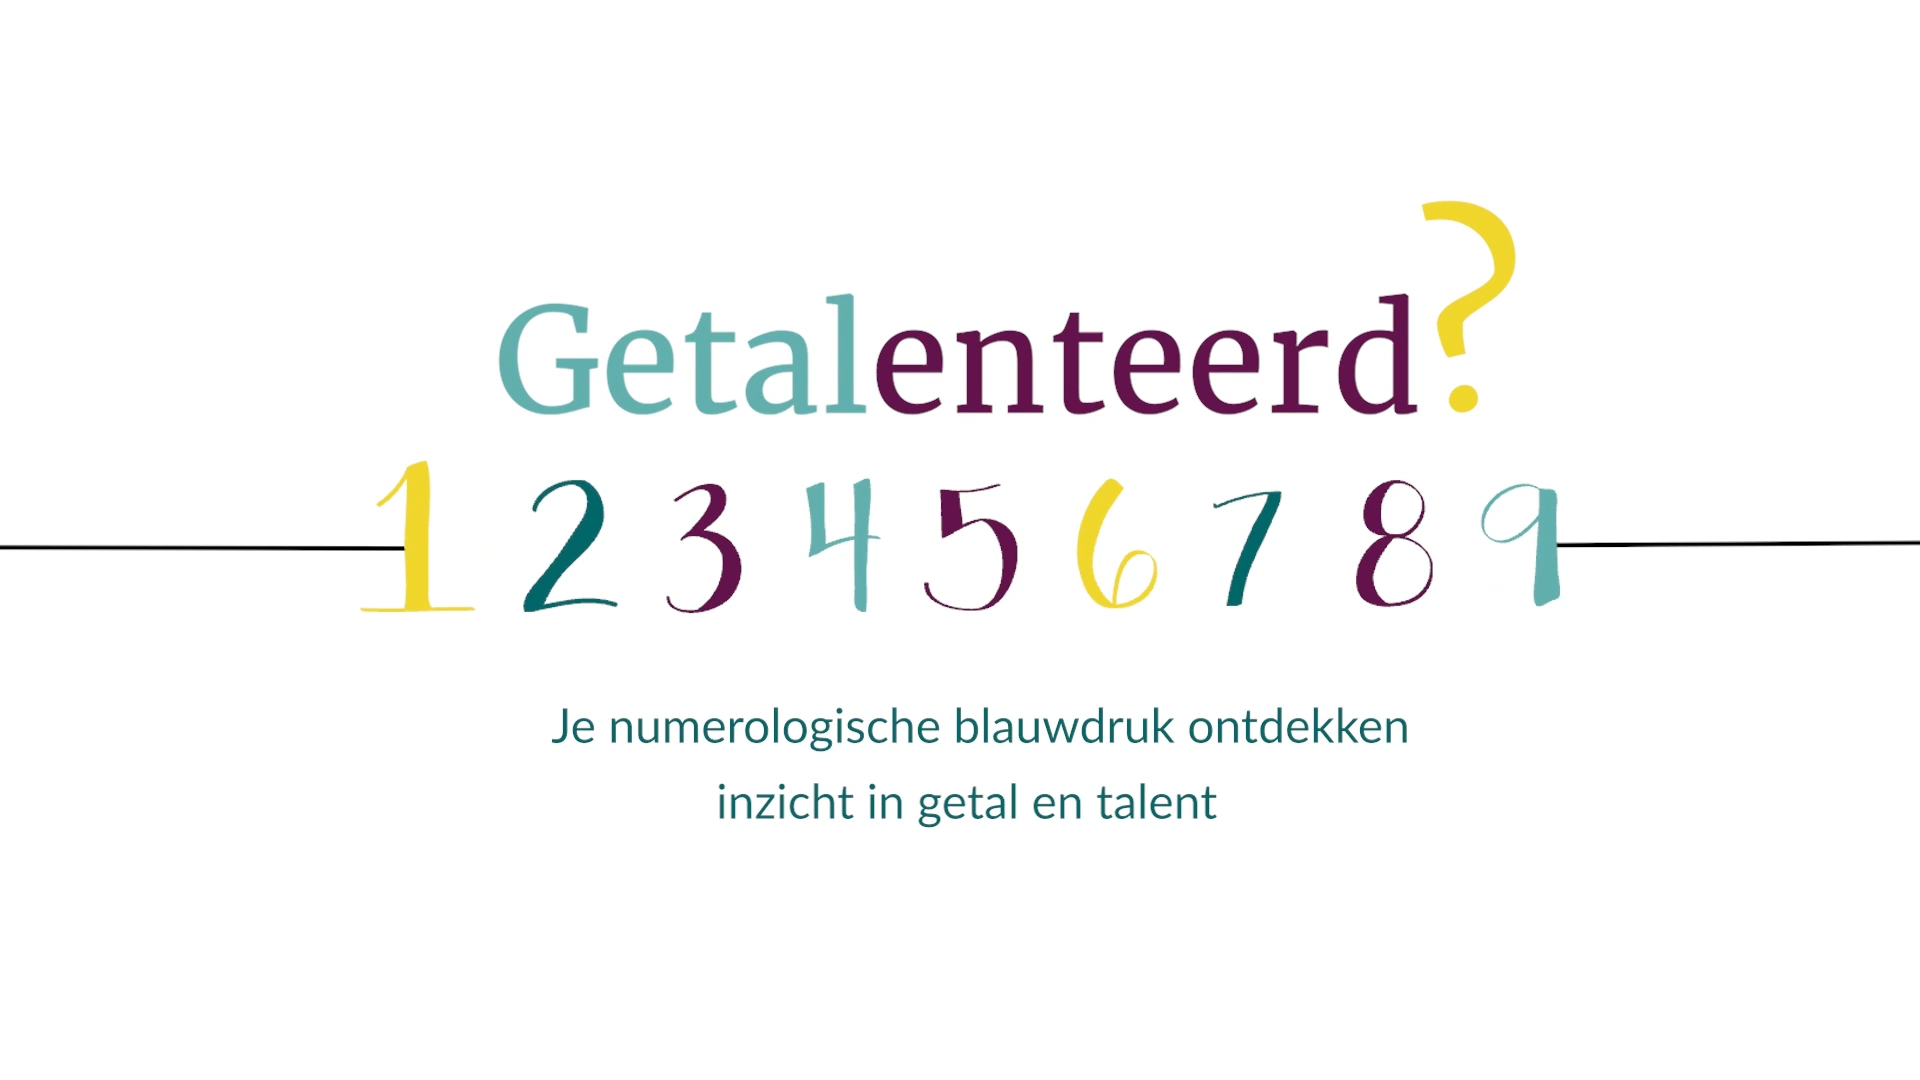 Getalenteerd?
1 2 3 4 5 6 7 8 9
Je numerologische blauwdruk ontdekken
inzicht in getal en talent